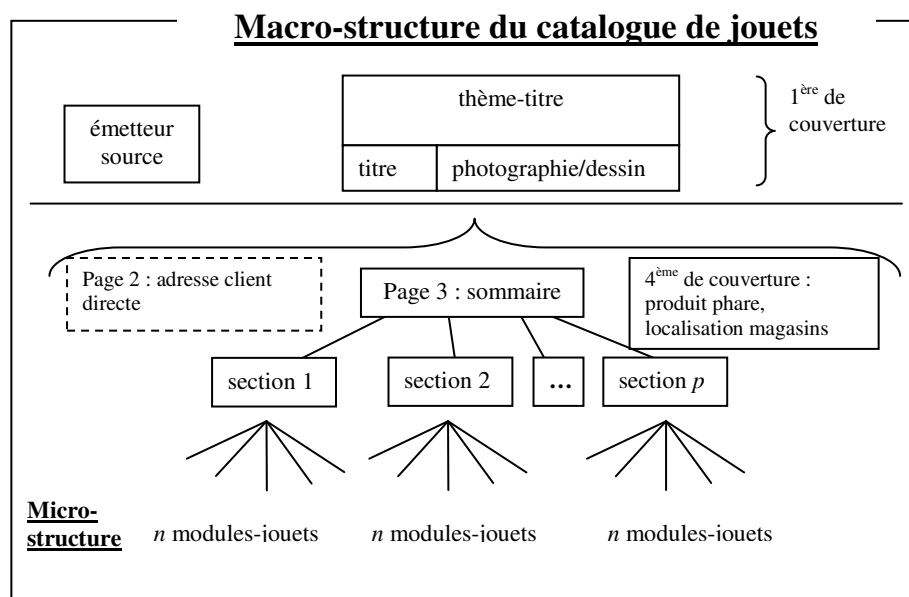 Macro-structure du catalogue de jouets
émetteur
source
thème-titre
titre
photographie/dessin
1ère de
couverture
Page 2 : adresse client
directe
Page 3 : sommaire
4ème de couverture :
produit phare,
localisation magasins
section 1
section 2
...
section p
Micro-
structure
n modules-jouets
n modules-jouets
n modules-jouets